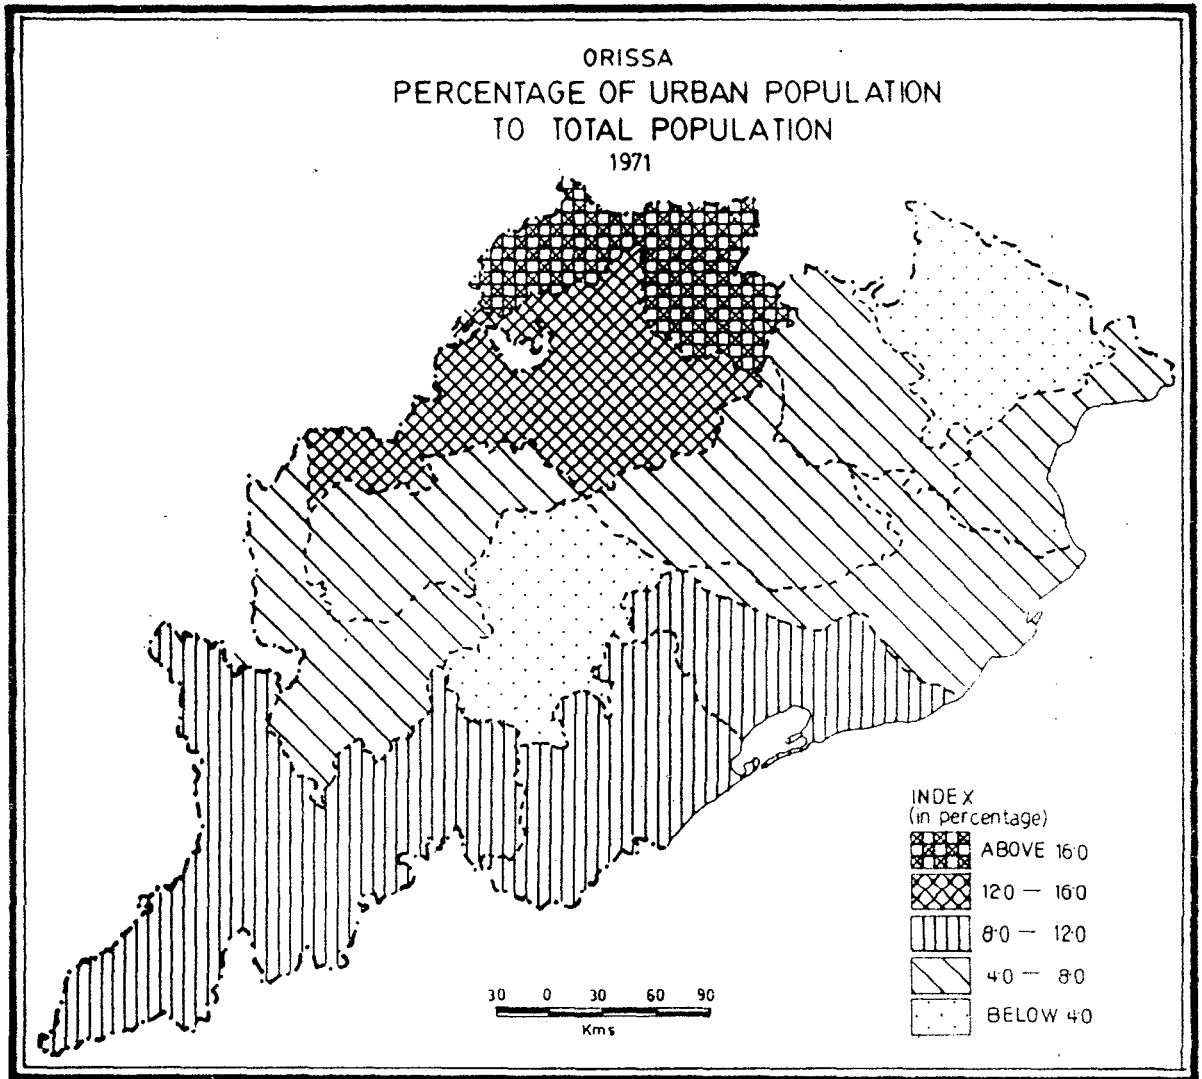 ORISSA
PERCENTAGE OF URBAN POPULATION
TO TOTAL POPULATION
1971
INDEX
(in percentage)
ABOVE 16·0
12·0 — 16·0
8·0 — 12·0
4·0 — 8·0
BELOW 4·0
30 0 30 60 90
Kms